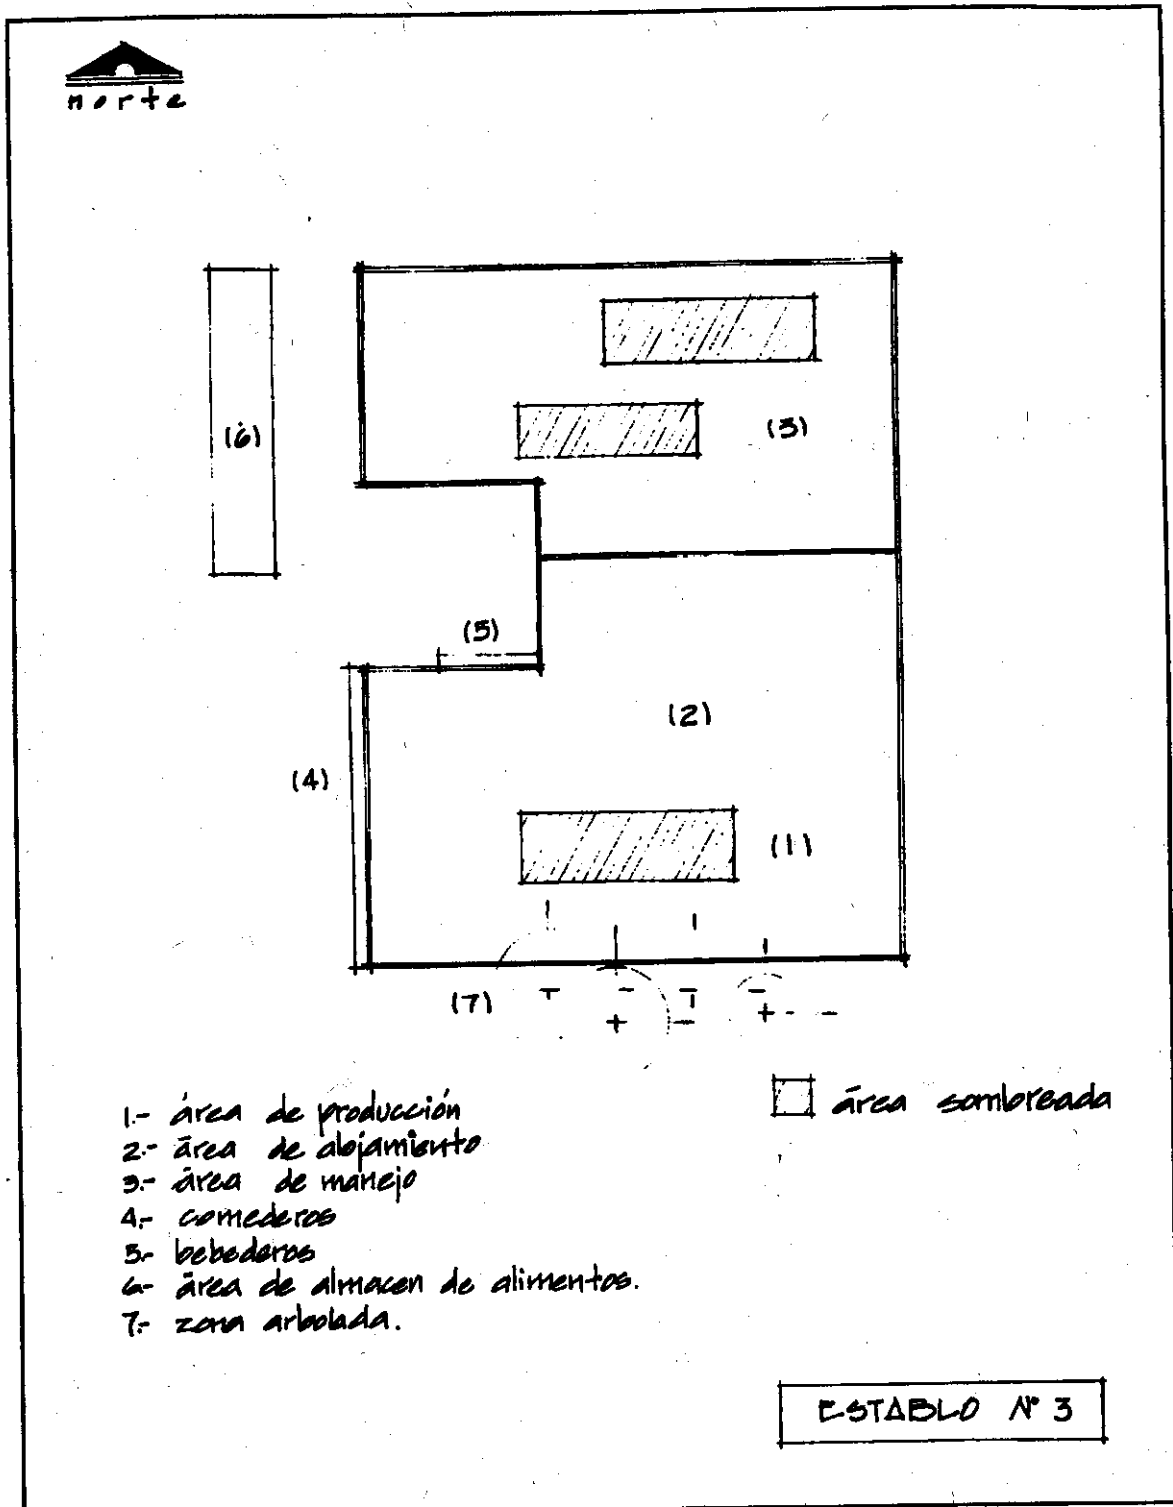 norte
(6)
(3)
(5)
(2)
(4)
(1)
(7)
1.- área de producción
2.- área de alojamiento
3.- área de manejo
4.- comederos
5.- bebederos
6.- área de almacen de alimentos.
7.- zona arbolada.
área sombreada
ESTABLO Nº 3